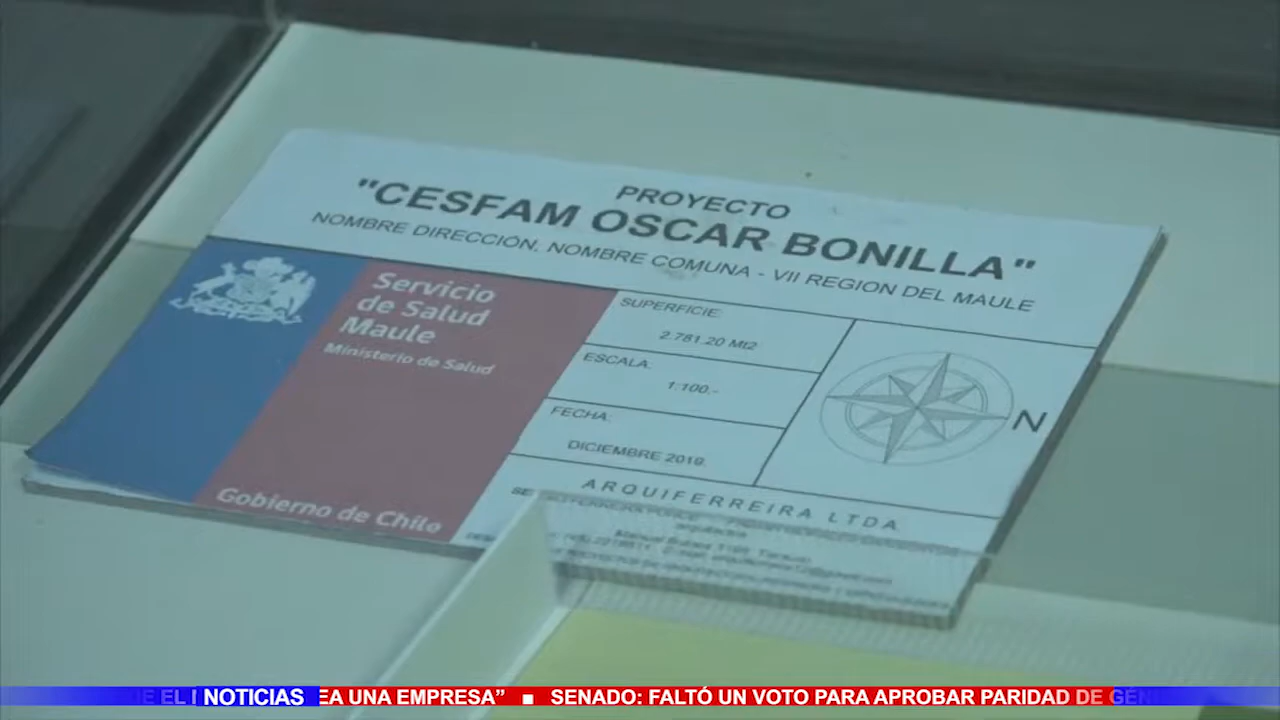 PROYECTO
"CESFAM OSCAR BONILLA"
NOMBRE DIRECCIÓN, NOMBRE COMUNA - VII REGION DEL MAULE
Servicio
de Salud
Maule
Ministerio de Salud
Gobierno de Chile
SUPERFICIE:
2.781.20 Mt2
ESCALA:
1:100.-
FECHA:
DICIEMBRE 2019
N
ARQUIFERREIRA LTDA
NOTICIAS
EA UNA EMPRESA” ■ SENADO: FALTÓ UN VOTO PARA APROBAR PARIDAD DE